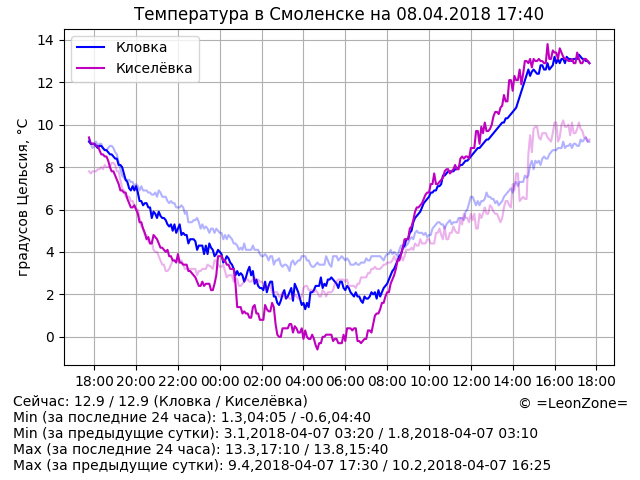 Температура в Смоленске на 08.04.2018 17:40
градусов Цельсия, °C
Кловка
Киселёвка
14
12
10
8
6
4
2
0
18:00 20:00 22:00 00:00 02:00 04:00 06:00 08:00 10:00 12:00 14:00 16:00 18:00
Сейчас: 12.9 / 12.9 (Кловка / Киселёвка)
© =LeonZone=
Min (за последние 24 часа): 1.3,04:05 / -0.6,04:40
Min (за предыдущие сутки): 3.1,2018-04-07 03:20 / 1.8,2018-04-07 03:10
Max (за последние 24 часа): 13.3,17:10 / 13.8,15:40
Max (за предыдущие сутки): 9.4,2018-04-07 17:30 / 10.2,2018-04-07 16:25